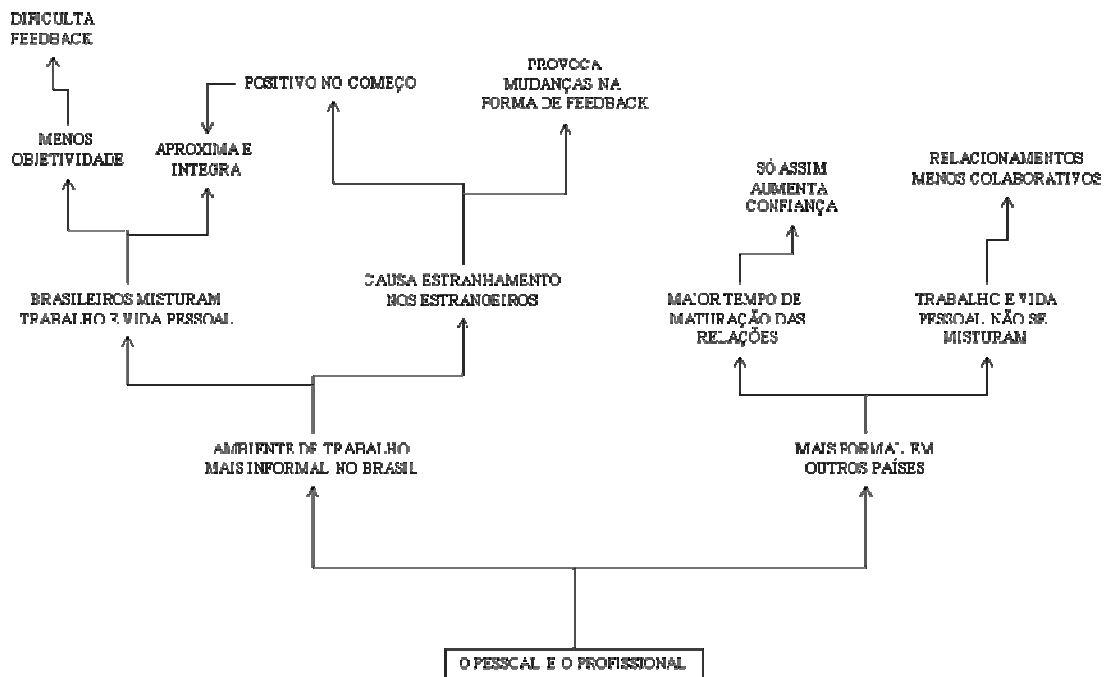 DIFICULTA
FEEDBACK
POSITIVO NO COMEÇO
PROVOCA
MUDANÇAS NA
FORMA DE FEEDBACK
MENOS
OBJETIVIDADE
APROXIMA E
INTEGRA
SÓ ASSIM
AUMENTA
CONFIANÇA
RELACIONAMENTOS
MENOS COLABORATIVOS
BRASILEIROS MISTURAM
TRABALHO E VIDA PESSOAL
CAUSA ESTRANHAMENTO
NOS ESTRANGEIROS
MAIOR TEMPO DE
MATURAÇÃO DAS
RELAÇÕES
TRABALHO E VIDA
PESSOAL NÃO SE
MISTURAM
AMBIENTE DE TRABALHO
MAIS INFORMAL NO BRASIL
MAIS FORMAL EM
OUTROS PAÍSES
O PESSOAL E O PROFISSIONAL